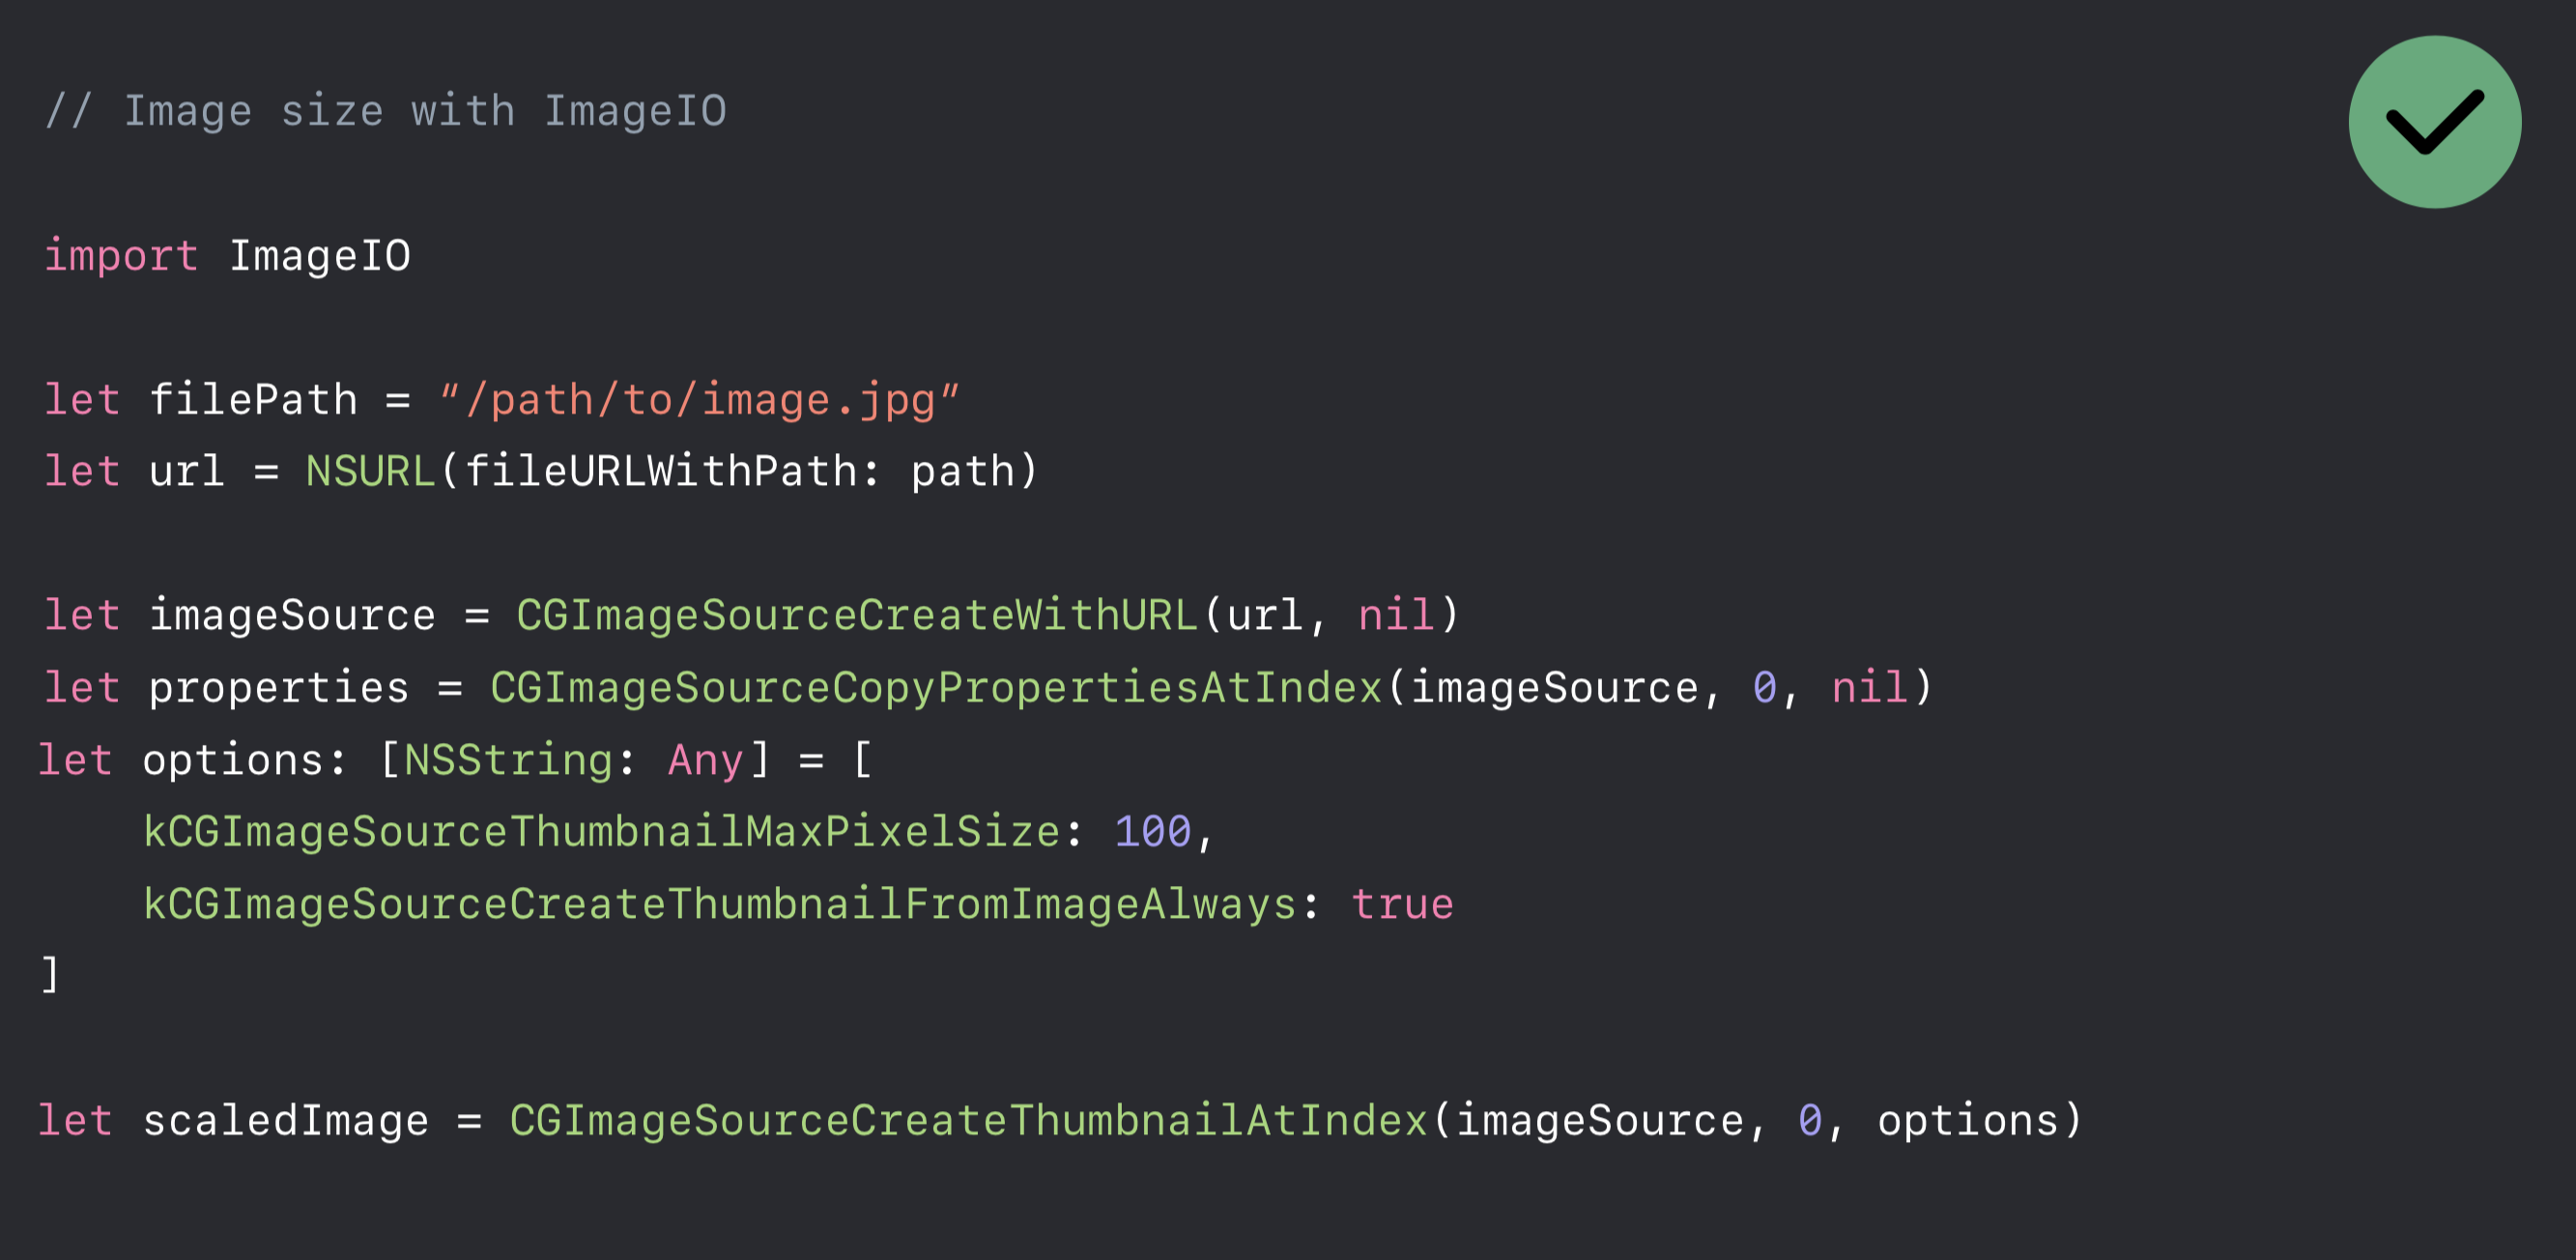 // Image size with ImageIO
import ImageIO
let filePath = “/path/to/image.jpg”
let url = NSURL(fileURLWithPath: path)
let imageSource = CGImageSourceCreateWithURL(url, nil)
let properties = CGImageSourceCopyPropertiesAtIndex(imageSource, 0, nil)
let options: [NSString: Any] = [
    kCGImageSourceThumbnailMaxPixelSize: 100,
    kCGImageSourceCreateThumbnailFromImageAlways: true
]
let scaledImage = CGImageSourceCreateThumbnailAtIndex(imageSource, 0, options)